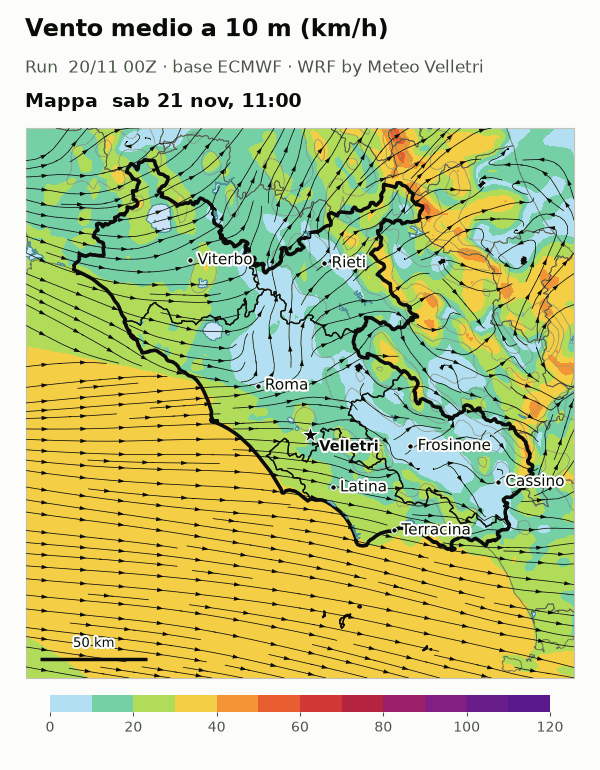 Vento medio a 10 m (km/h)
Run  20/11 00Z · base ECMWF · WRF by Meteo Velletri
Mappa  sab 21 nov, 11:00
Viterbo
Rieti
Roma
Velletri
Frosinone
Cassino
Latina
Terracina
50 km
0 20 40 60 80 100 120